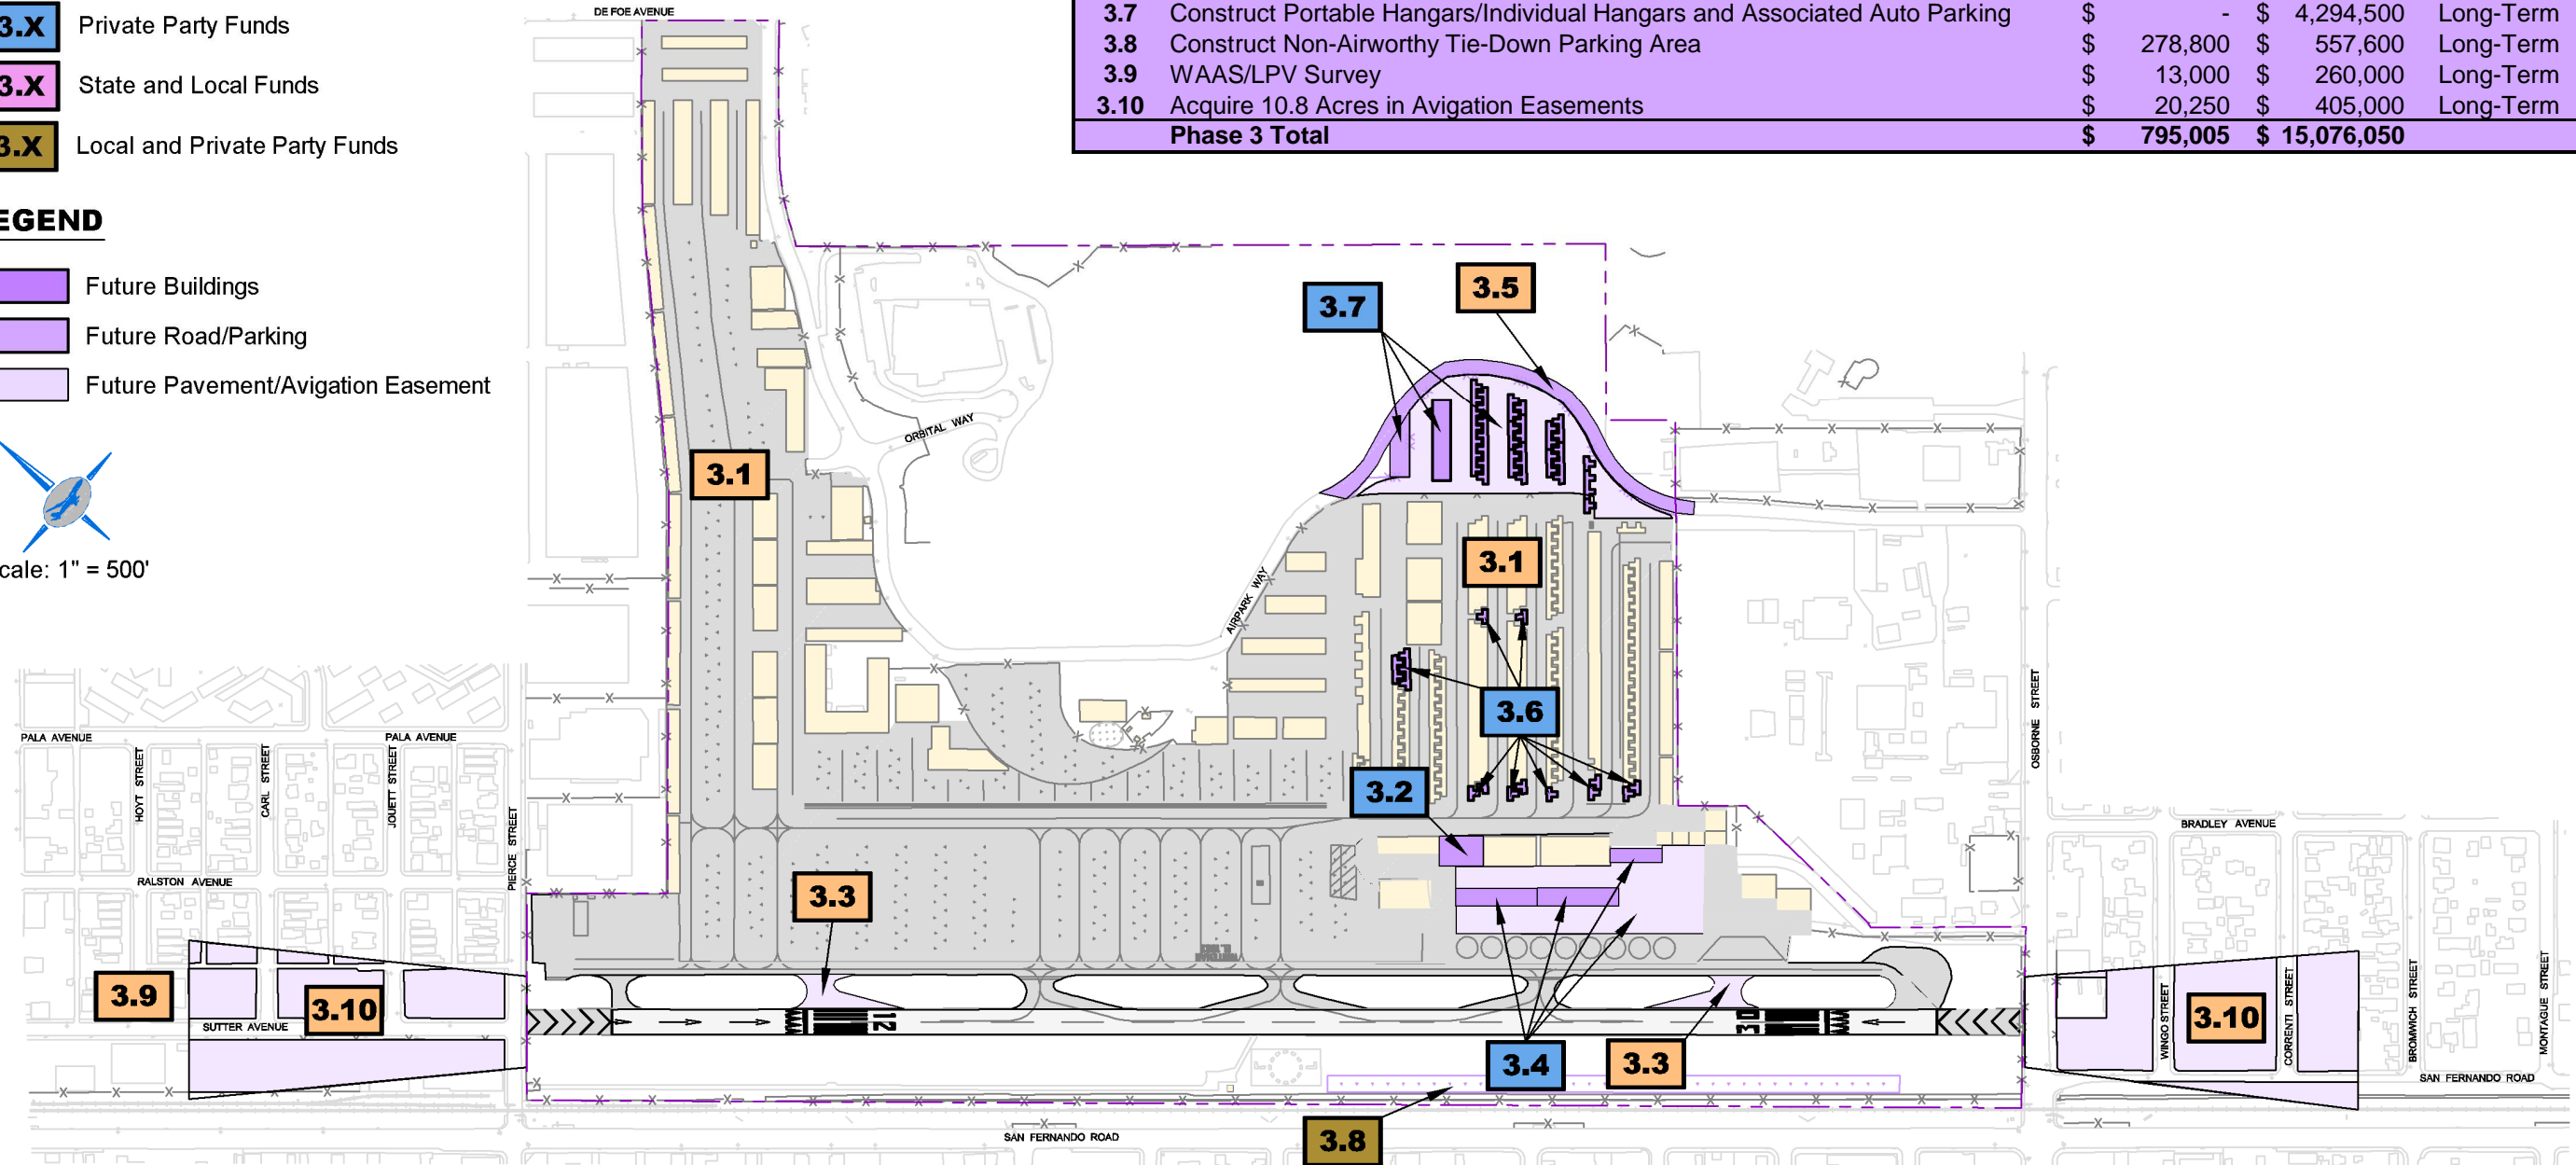 3.X Private Party Funds
3.X State and Local Funds
3.X Local and Private Party Funds
EGEND
Future Buildings
Future Road/Parking
Future Pavement/Avigation Easement
cale: 1" = 500'
3.7 Construct Portable Hangars/Individual Hangars and Associated Auto Parking $ - $ 4,294,500 Long-Term
3.8 Construct Non-Airworthy Tie-Down Parking Area $ 278,800 $ 557,600 Long-Term
3.9 WAAS/LPV Survey $ 13,000 $ 260,000 Long-Term
3.10 Acquire 10.8 Acres in Avigation Easements $ 20,250 $ 405,000 Long-Term
Phase 3 Total $ 795,005 $ 15,076,050
DE FOE AVENUE
3.5
3.7
ORBITAL WAY
3.1
3.1
AIRPARK WAY
3.6
OSBORNE STREET
PALA AVENUE
PALA AVENUE
HOYT STREET
CARL STREET
JOUETT STREET
PIERCE STREET
3.2
BRADLEY AVENUE
RALSTON AVENUE
3.3
3.9
3.10
SUTTER AVENUE
12
30
3.4
3.3
3.10
WINGO STREET
CORRENTI STREET
BROMWICH STREET
MONTAGUE STREET
SAN FERNANDO ROAD
SAN FERNANDO ROAD
3.8